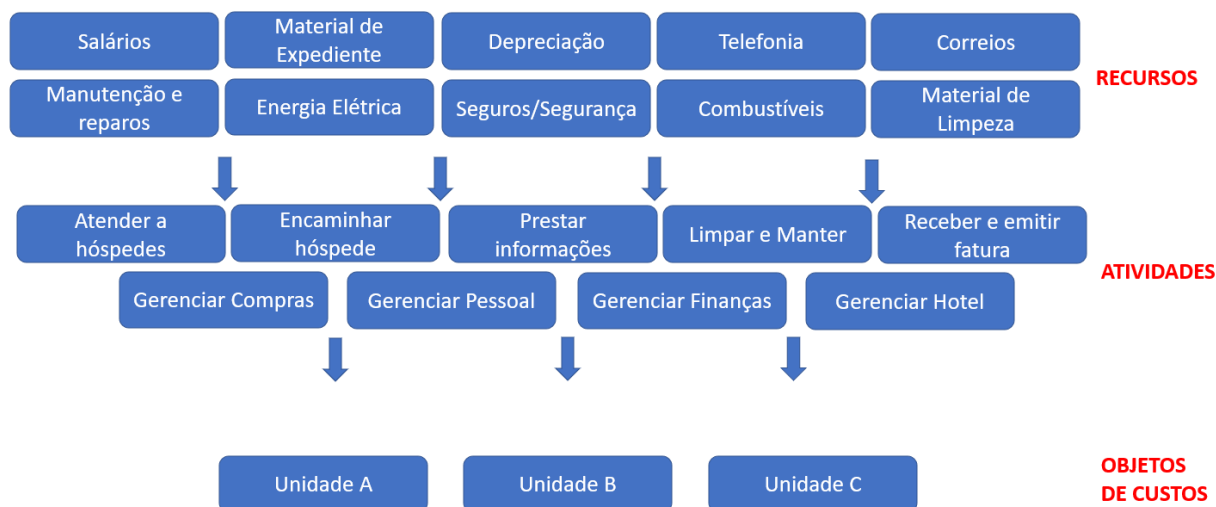 Salários
Material de
Expediente
Depreciação
Telefonia
Correios
Manutenção e
reparos
Energia Elétrica
Seguros/Segurança
Combustíveis
Material de
Limpeza
RECURSOS
Atender a
hóspedes
Encaminhar
hóspede
Prestar
informações
Limpar e Manter
Receber e emitir
fatura
Gerenciar Compras
Gerenciar Pessoal
Gerenciar Finanças
Gerenciar Hotel
ATIVIDADES
Unidade A
Unidade B
Unidade C
OBJETOS
DE CUSTOS